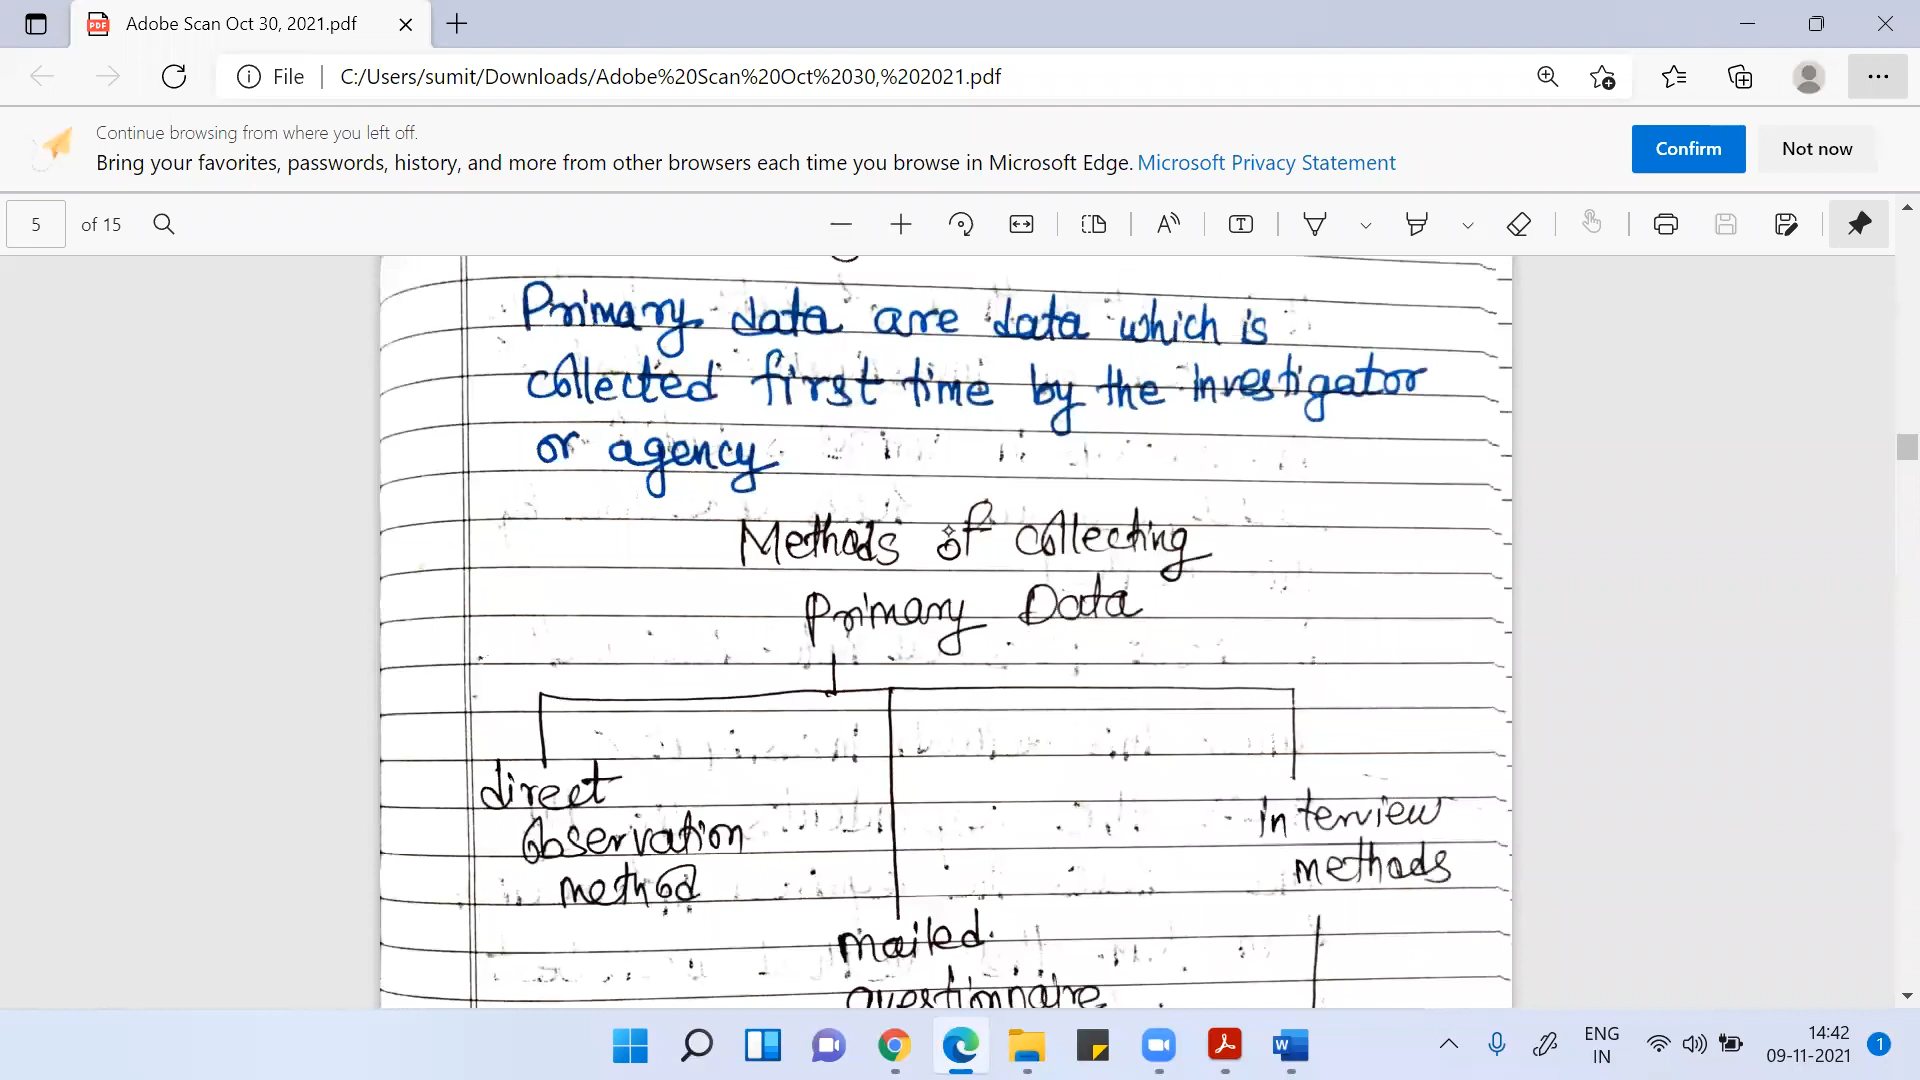 Adobe Scan Oct 30, 2021.pdf
File
C:/Users/sumit/Downloads/Adobe%20Scan%20Oct%2030,%202021.pdf
Continue browsing from where you left off.
Bring your favorites, passwords, history, and more from other browsers each time you browse in Microsoft Edge. Microsoft Privacy Statement
Confirm
Not now
5 of 15
Primary data are data which is
collected first time by the investigator
or agency
Methods of collecting
Primary Data
direct
observation
method
interview
methods
mailed
questionnaire
ENG
IN
14:42
09-11-2021
1